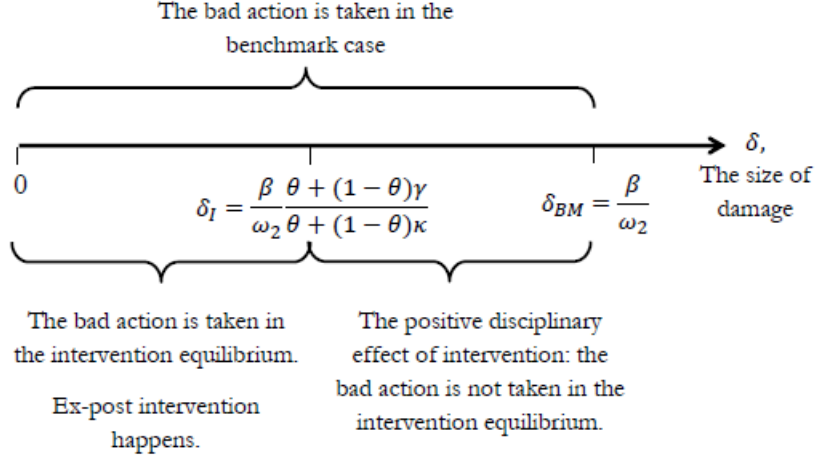 The bad action is taken in the
benchmark case
δ,
The size of
damage
0
δ_I = β/ω₂ (θ + (1 − θ)γ)/(θ + (1 − θ)κ)
δ_BM = β/ω₂
The bad action is taken in
the intervention equilibrium.
Ex-post intervention
happens.
The positive disciplinary
effect of intervention: the
bad action is not taken in the
intervention equilibrium.